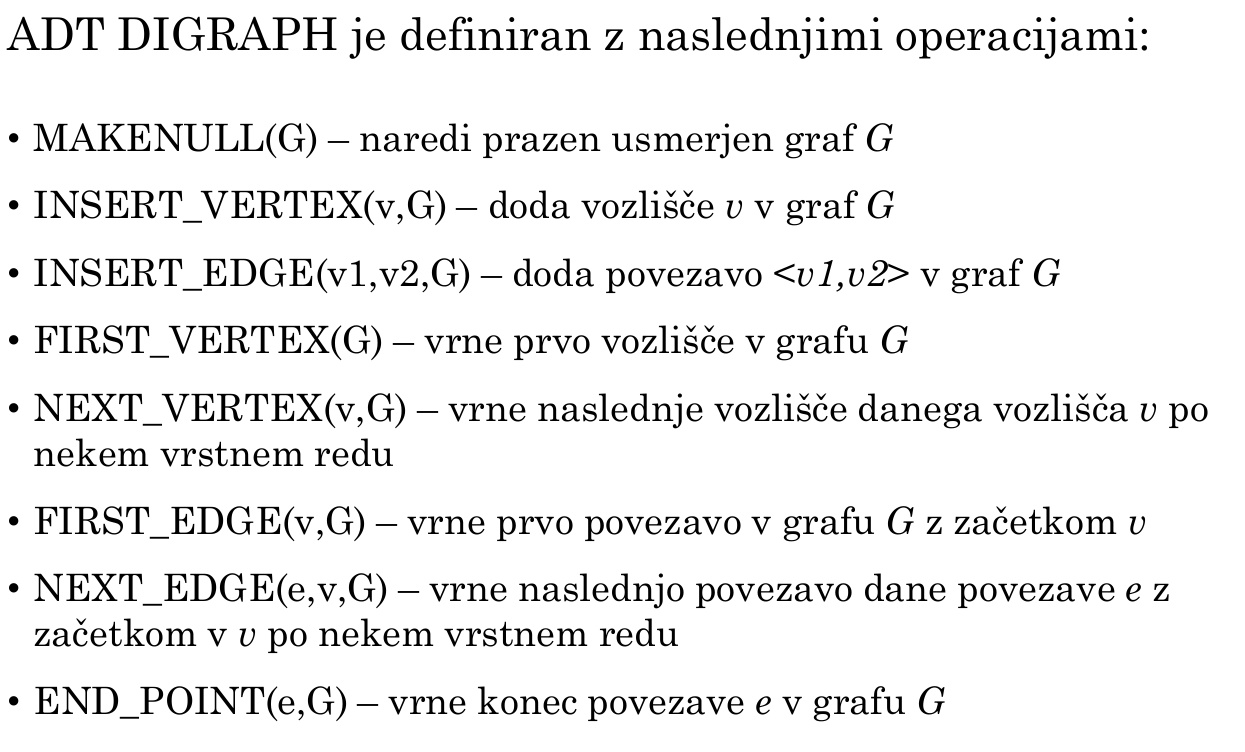 ADT DIGRAPH je definiran z naslednjimi operacijami:
• MAKENULL(G) – naredi prazen usmerjen graf G
• INSERT_VERTEX(v,G) – doda vozlišče v v graf G
• INSERT_EDGE(v1,v2,G) – doda povezavo <v1,v2> v graf G
• FIRST_VERTEX(G) – vrne prvo vozlišče v grafu G
• NEXT_VERTEX(v,G) – vrne naslednje vozlišče danega vozlišča v po
nekem vrstnem redu
• FIRST_EDGE(v,G) – vrne prvo povezavo v grafu G z začetkom v
• NEXT_EDGE(e,v,G) – vrne naslednjo povezavo dane povezave e z
začetkom v v po nekem vrstnem redu
• END_POINT(e,G) – vrne konec povezave e v grafu G